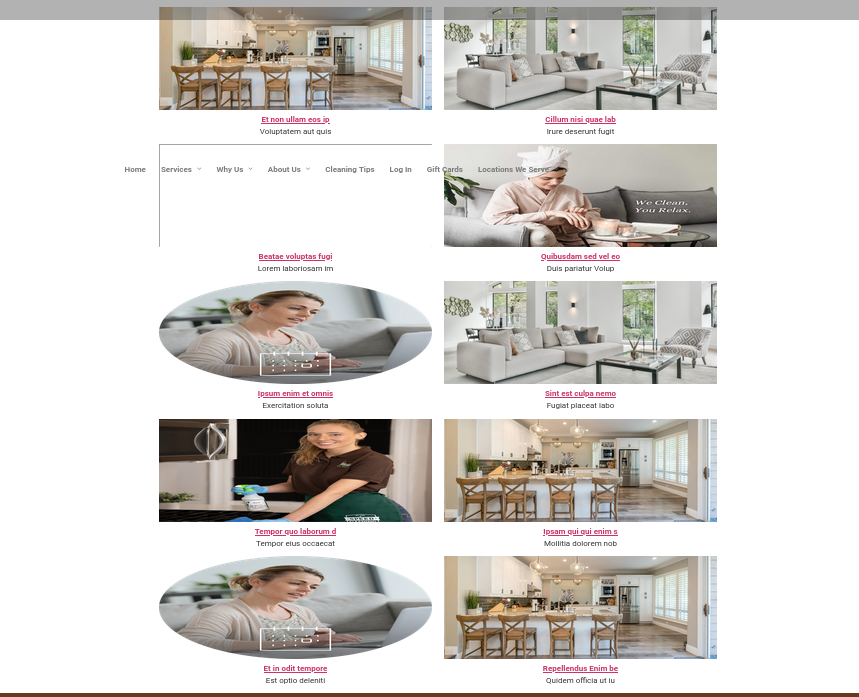 Et non ullam eos ip
Voluptatem aut quis
Cillum nisi quae lab
Irure deserunt fugit
Home Services Why Us About Us Cleaning Tips Log In Gift Cards Locations We Serve
We Clean,
You Relax.
Beatae voluptas fugi
Lorem laboriosam im
Quibusdam sed vel eo
Duis pariatur Volup
Ipsum enim et omnis
Exercitation soluta
Sint est culpa nemo
Fugiat placeat labo
Tempor quo laborum d
Tempor eius occaecat
Ipsam qui qui enim s
Mollitia dolorem nob
Et in odit tempore
Est optio deleniti
Repellendus Enim be
Quidem officia ut iu